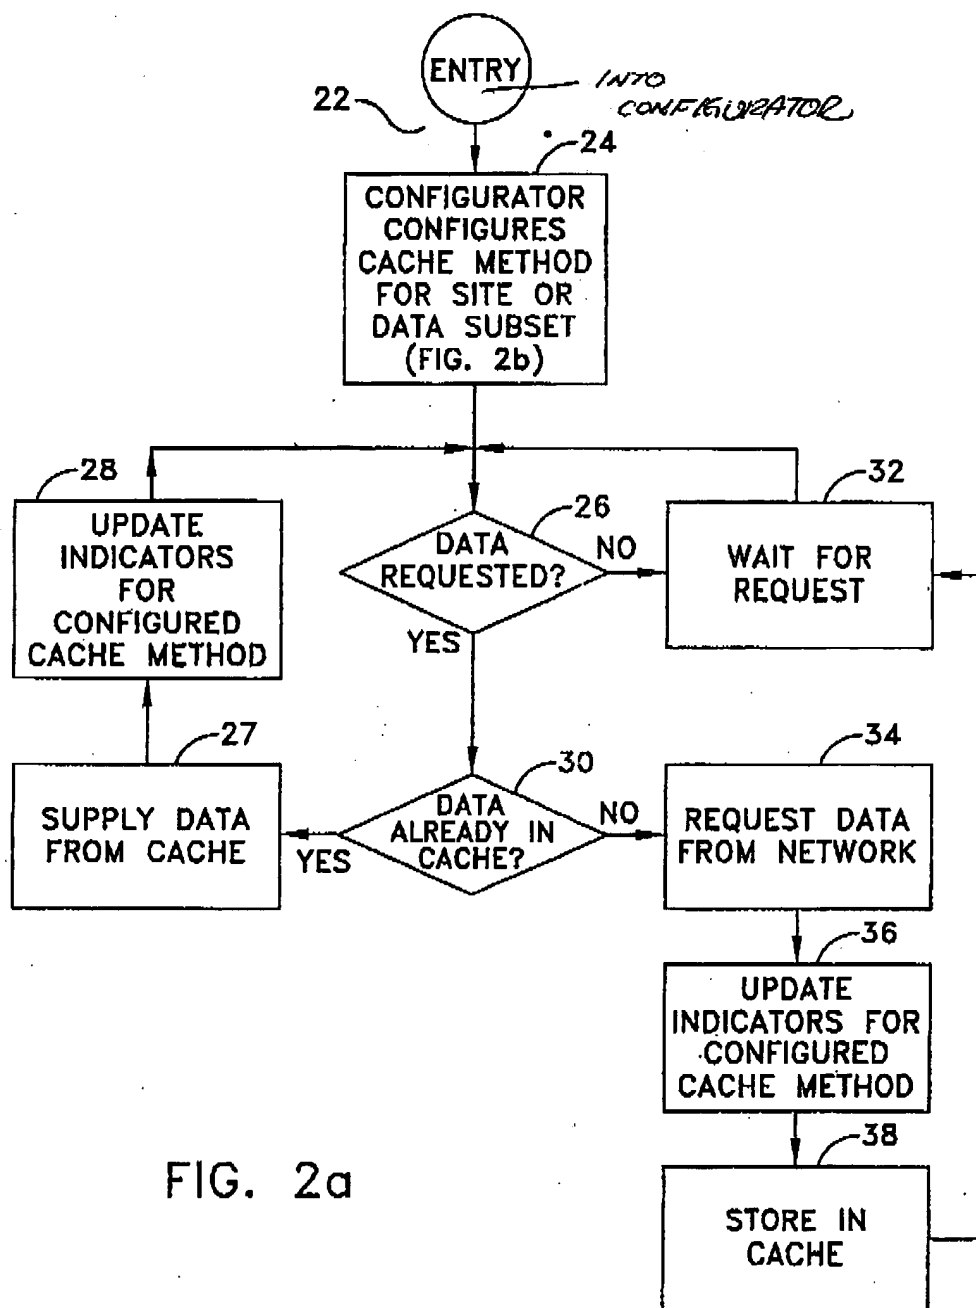 ENTRY
INTO
CONFIGURATOR
22
24
CONFIGURATOR
CONFIGURES
CACHE METHOD
FOR SITE OR
DATA SUBSET
(FIG. 2b)
28
UPDATE
INDICATORS
FOR
CONFIGURED
CACHE METHOD
26
DATA
REQUESTED?
NO
YES
32
WAIT FOR
REQUEST
27
SUPPLY DATA
FROM CACHE
30
DATA
ALREADY IN
CACHE?
YES
NO
34
REQUEST DATA
FROM NETWORK
36
UPDATE
INDICATORS FOR
CONFIGURED
CACHE METHOD
38
STORE IN
CACHE
FIG. 2a